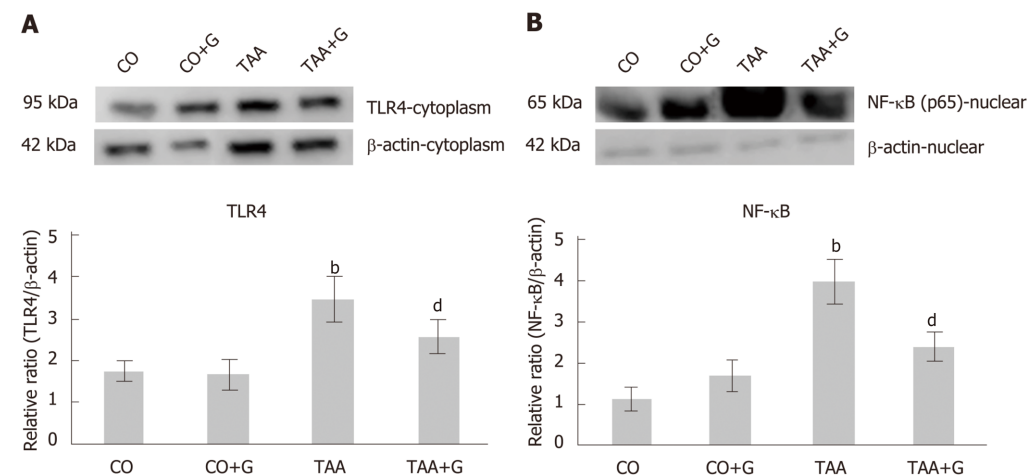 A
CO CO+G TAA TAA+G
95 kDa TLR4-cytoplasm
42 kDa β-actin-cytoplasm
TLR4
Relative ratio (TLR4/β-actin)
5
4
3
2
1
0
b
d
CO CO+G TAA TAA+G
B
CO CO+G TAA TAA+G
65 kDa NF-κB (p65)-nuclear
42 kDa β-actin-nuclear
NF-κB
Relative ratio (NF-κB/β-actin)
5
4
3
2
1
0
b
d
CO CO+G TAA TAA+G